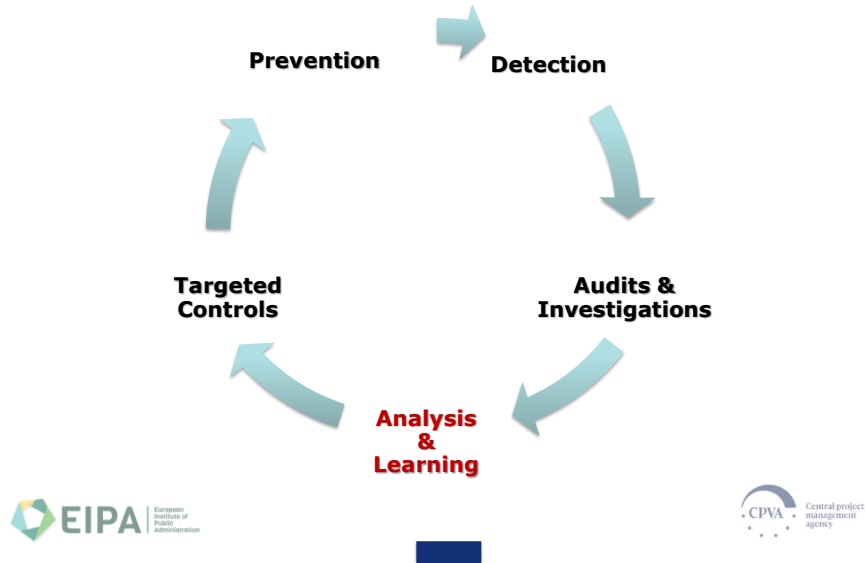 Prevention
Detection
Targeted
Controls
Audits &
Investigations
Analysis
&
Learning
EIPA
European
Institute of
Public
Administration
CPVA
Central project
management
agency